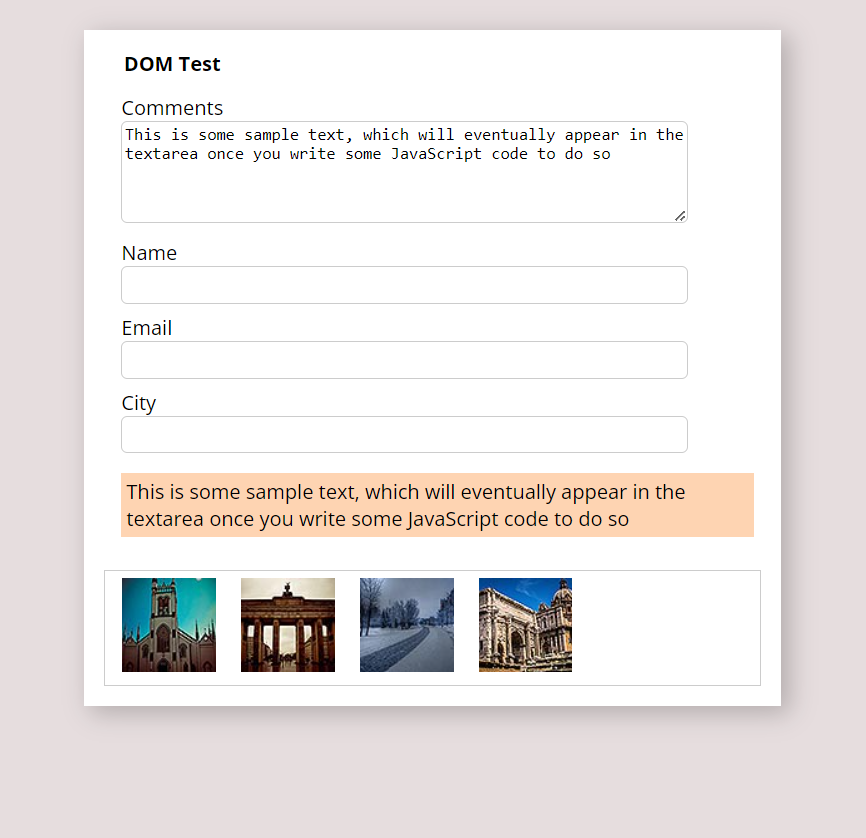 DOM Test
Comments
This is some sample text, which will eventually appear in the
textarea once you write some JavaScript code to do so
Name
Email
City
This is some sample text, which will eventually appear in the
textarea once you write some JavaScript code to do so